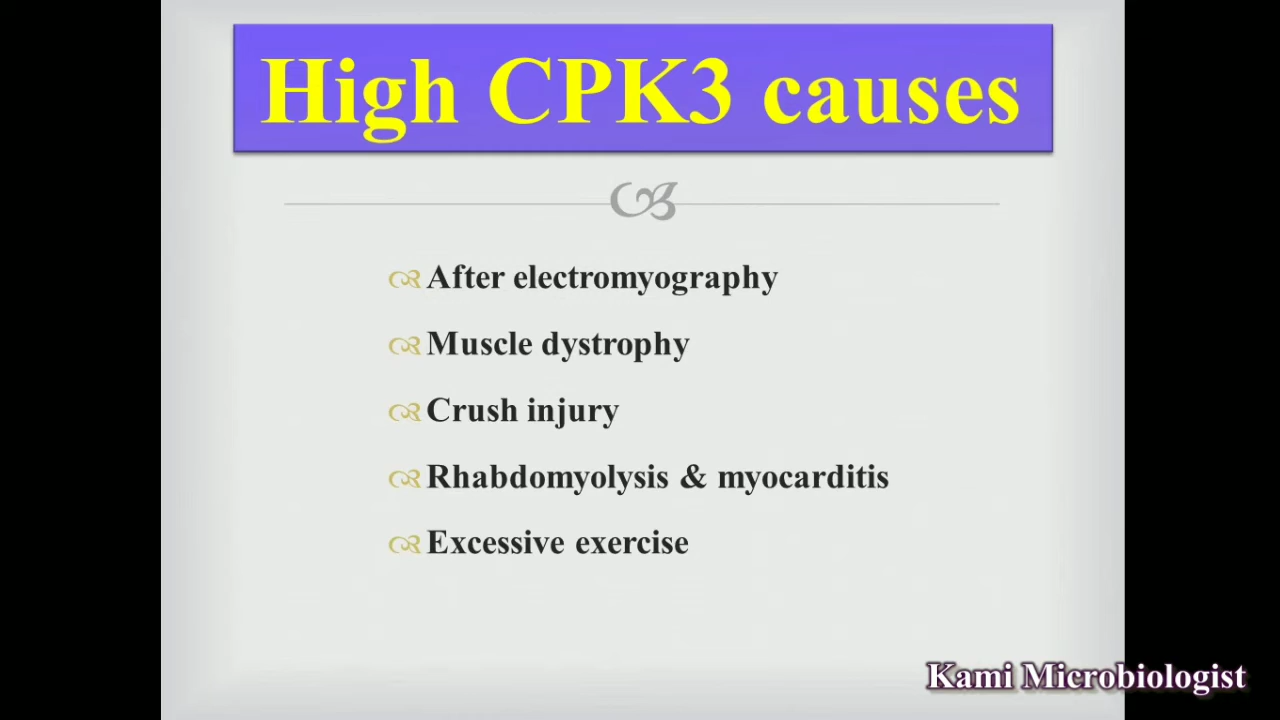 High CPK3 causes
After electromyography
Muscle dystrophy
Crush injury
Rhabdomyolysis & myocarditis
Excessive exercise
Kami Microbiologist